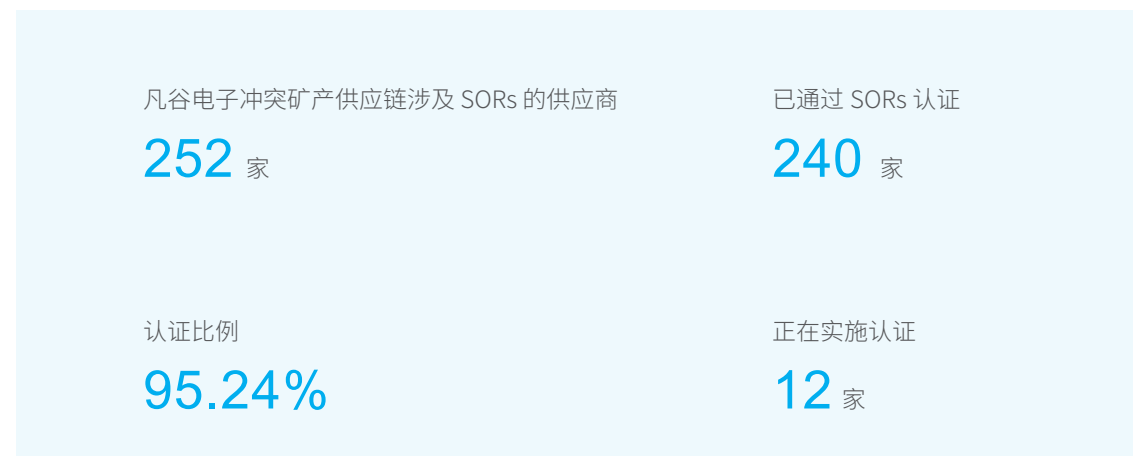 凡谷电子冲突矿产供应链涉及 SORs 的供应商
252 家
已通过 SORs 认证
240 家
认证比例
95.24%
正在实施认证
12 家